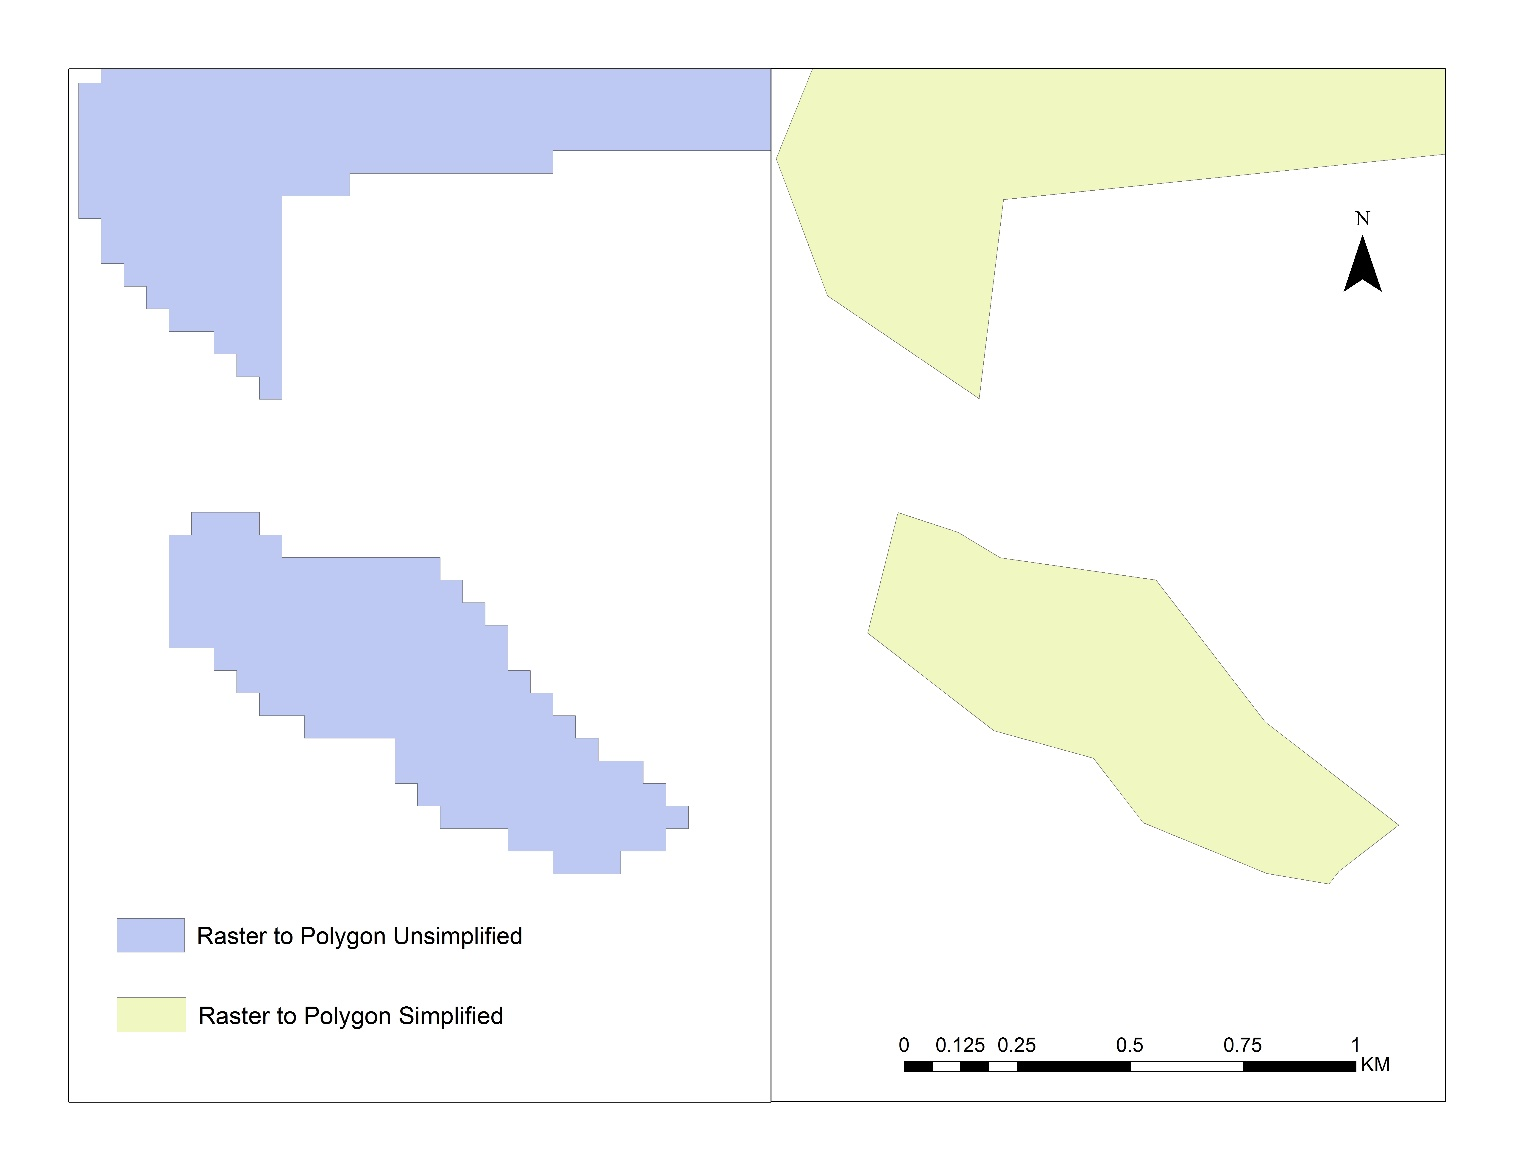 N
Raster to Polygon Unsimplified
Raster to Polygon Simplified
0 0.125 0.25 0.5 0.75 1
KM